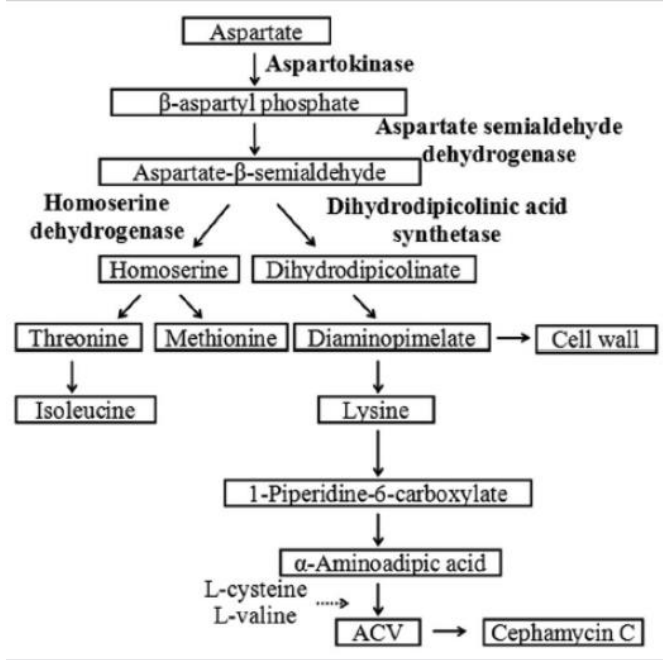 Aspartate
Aspartokinase
β-aspartyl phosphate
Aspartate semialdehyde
dehydrogenase
Aspartate-β-semialdehyde
Homoserine
dehydrogenase
Dihydrodipicolinic acid
synthetase
Homoserine
Dihydrodipicolinate
Threonine
Methionine
Diaminopimelate
Cell wall
Isoleucine
Lysine
1-Piperidine-6-carboxylate
α-Aminoadipic acid
L-cysteine
L-valine
ACV
Cephamycin C